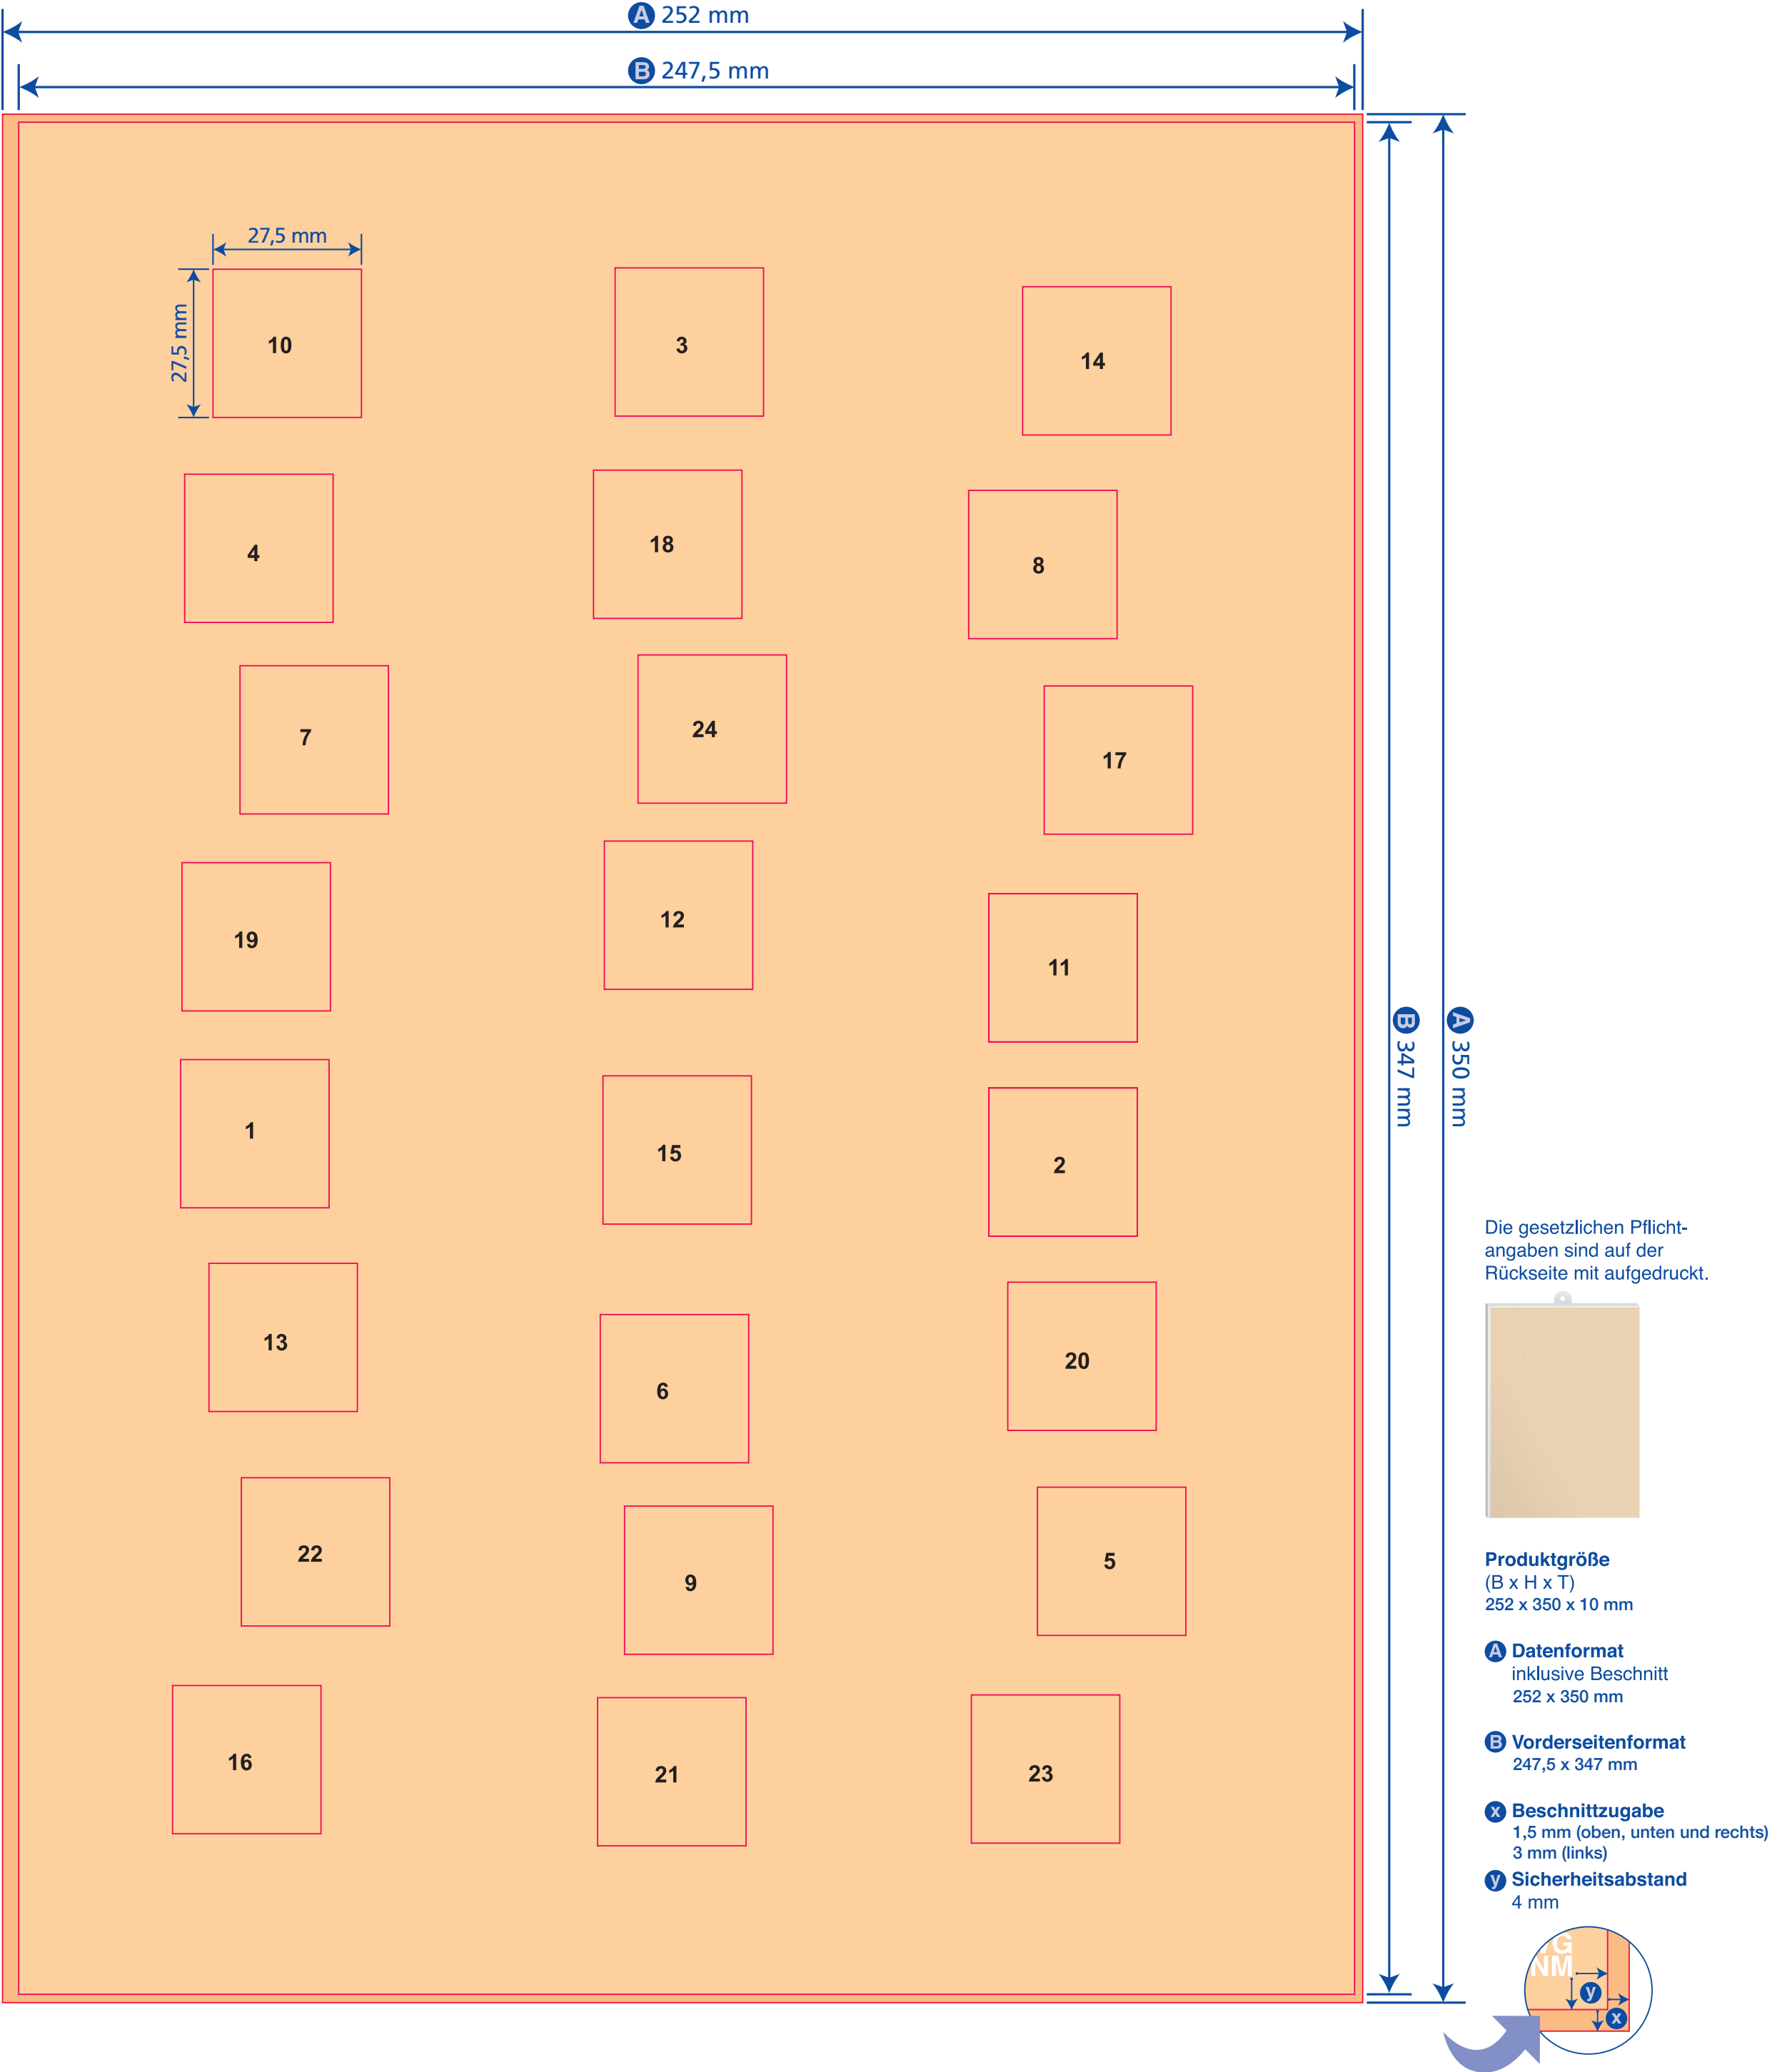 A 252 mm
B 247,5 mm
27,5 mm
27,5 mm
10
3
14
4
18
8
7
24
17
19
12
11
1
15
2
13
6
20
22
9
5
16
21
23
B 347 mm
A 350 mm
Die gesetzlichen Pflicht-
angaben sind auf der
Rückseite mit aufgedruckt.
Produktgröße
(B x H x T)
252 x 350 x 10 mm
A Datenformat
inklusive Beschnitt
252 x 350 mm
B Vorderseitenformat
247,5 x 347 mm
x Beschnittzugabe
1,5 mm (oben, unten und rechts)
3 mm (links)
y Sicherheitsabstand
4 mm
G
NM
y
x